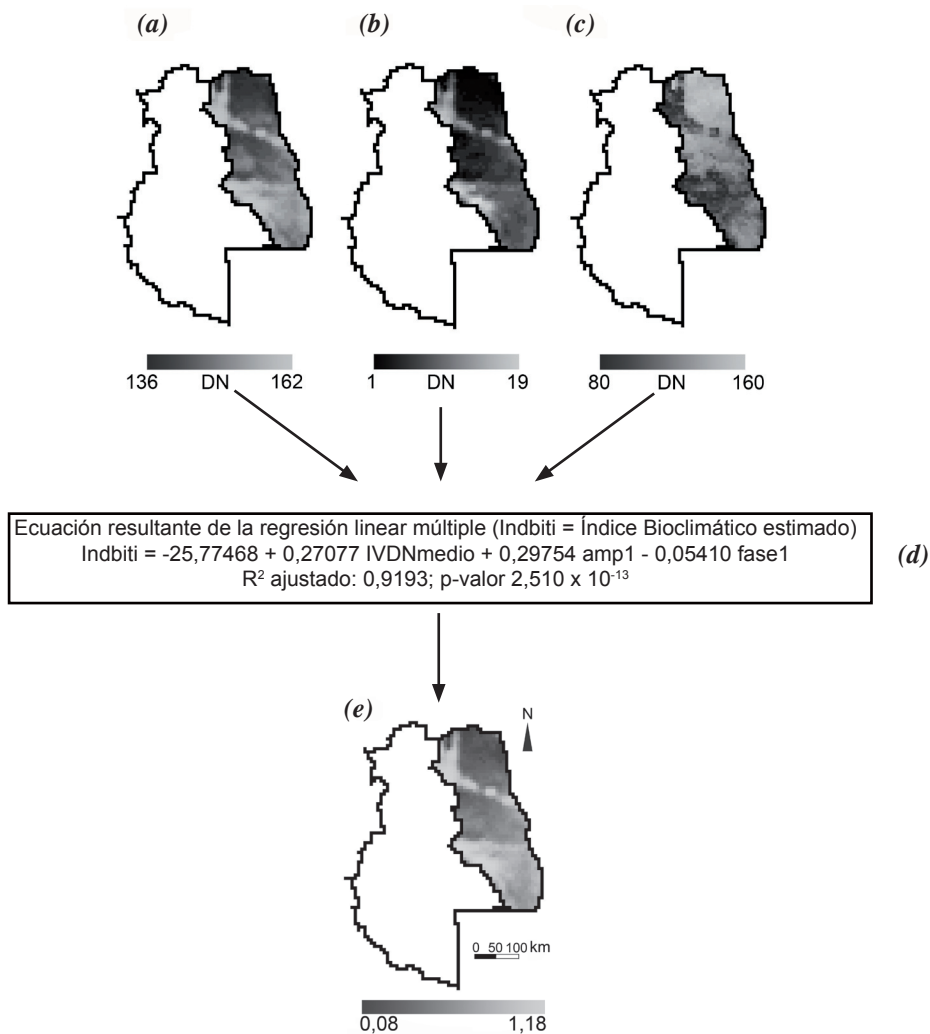 (a) (b) (c)
136 DN 162
1 DN 19
80 DN 160
Ecuación resultante de la regresión linear múltiple (Indbiti = Índice Bioclimático estimado)
Indbiti = -25,77468 + 0,27077 IVDNmedio + 0,29754 amp1 - 0,05410 fase1
R² ajustado: 0,9193; p-valor 2,510 x 10⁻¹³
(d)
(e)
N
0 50 100 km
0,08 1,18